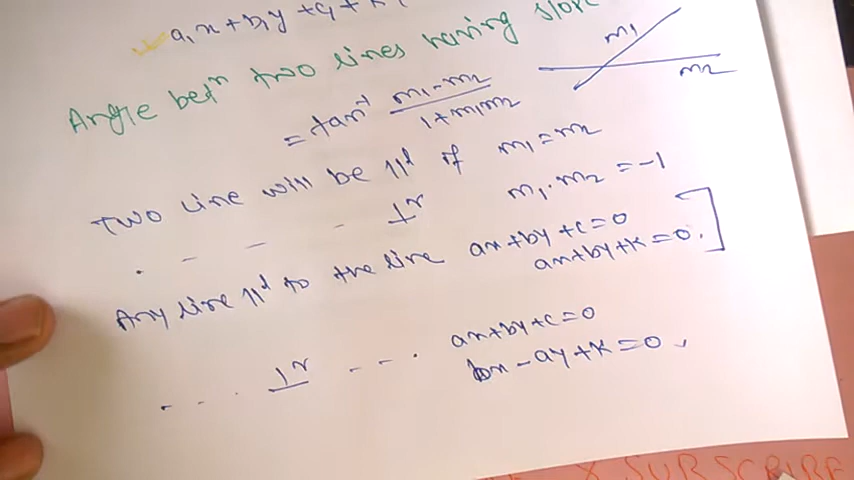 a₁x + b₁y + c₁ + K
Angle betⁿ two lines having slope
m₁
m₂
= tan⁻¹ m₁-m₂ / 1+m₁m₂
Two line will be 11ˡ if m₁ = m₂
. - - - ⊥ʳ m₁. m₂ = -1
Any line 11ˡ to the line ax+by+c=0
ax+by+K=0.
. - . ⊥ʳ - - . ax+by+c=0
bx-ay+K=0
SUBSCRIBE